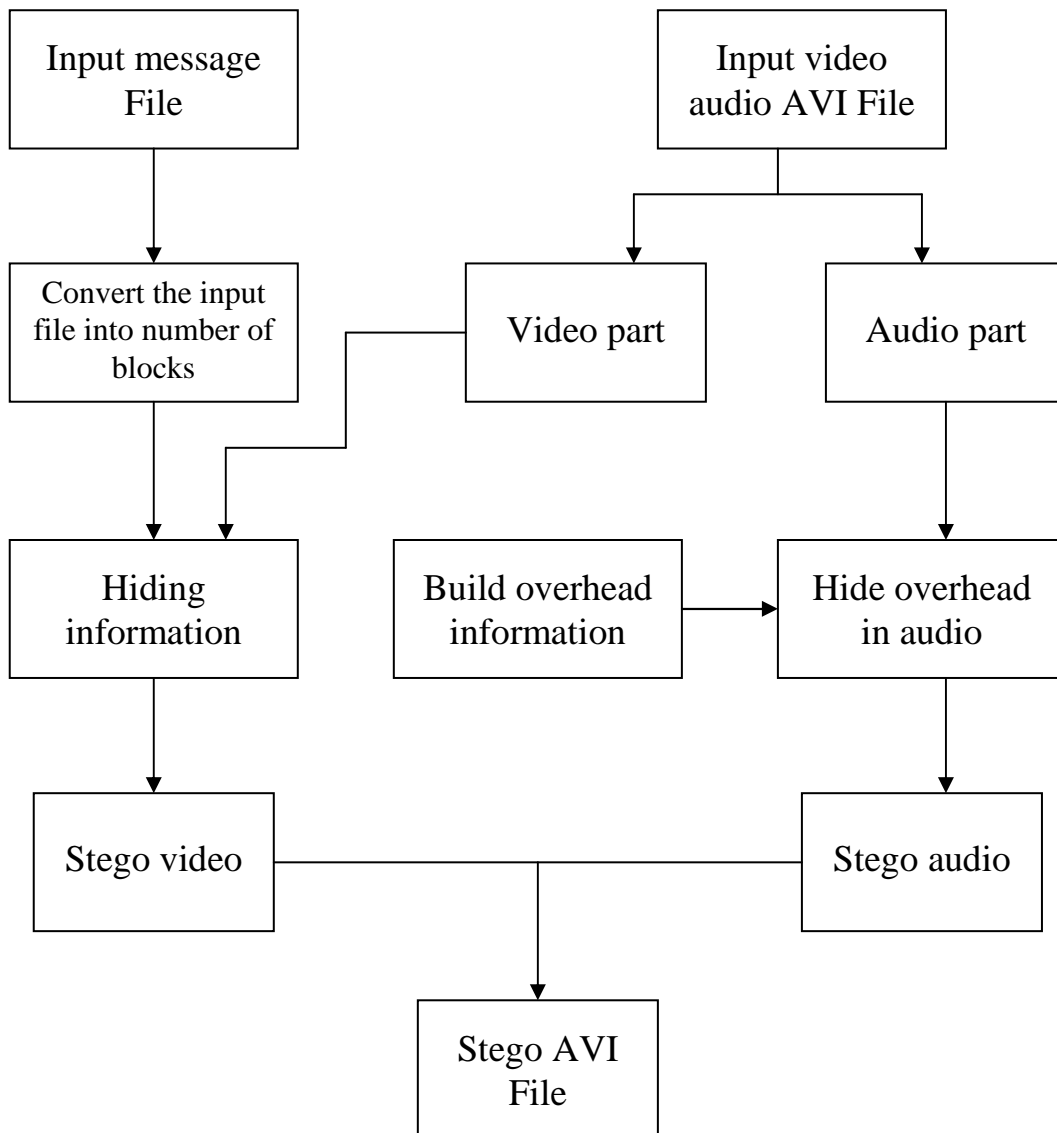 Input message
File
Input video
audio AVI File
Convert the input
file into number of
blocks
Video part
Audio part
Hiding
information
Build overhead
information
Hide overhead
in audio
Stego video
Stego audio
Stego AVI
File